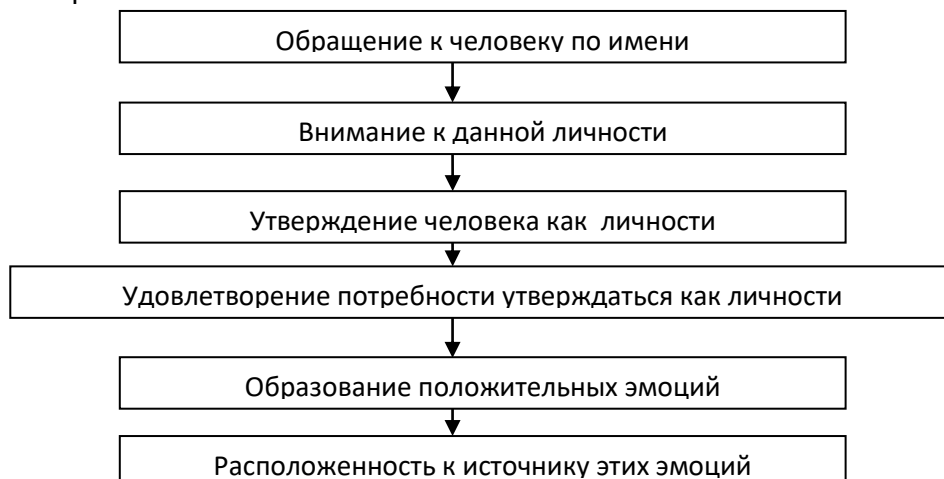 Обращение к человеку по имени
Внимание к данной личности
Утверждение человека как личности
Удовлетворение потребности утверждаться как личности
Образование положительных эмоций
Расположенность к источнику этих эмоций